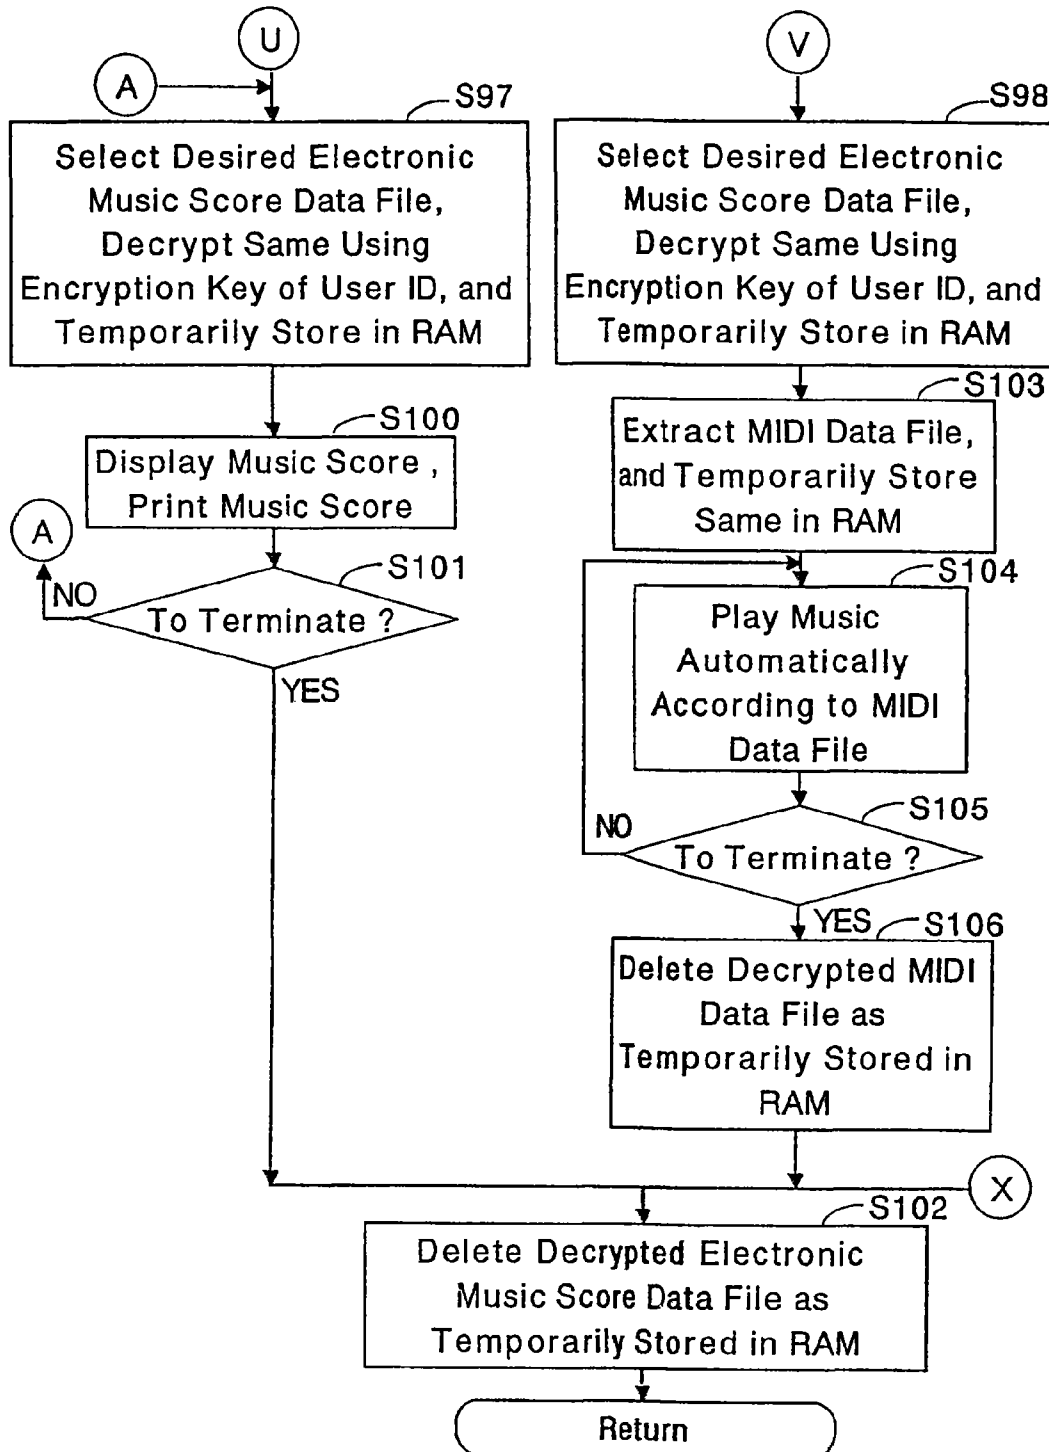 U
A
S97
Select Desired Electronic
Music Score Data File,
Decrypt Same Using
Encryption Key of User ID, and
Temporarily Store in RAM
S100
Display Music Score ,
Print Music Score
A
NO
S101
To Terminate ?
YES
V
S98
Select Desired Electronic
Music Score Data File,
Decrypt Same Using
Encryption Key of User ID, and
Temporarily Store in RAM
S103
Extract MIDI Data File,
and Temporarily Store
Same in RAM
S104
Play Music
Automatically
According to MIDI
Data File
S105
NO
To Terminate ?
YES
S106
Delete Decrypted MIDI
Data File as
Temporarily Stored in
RAM
X
S102
Delete Decrypted Electronic
Music Score Data File as
Temporarily Stored in RAM
Return